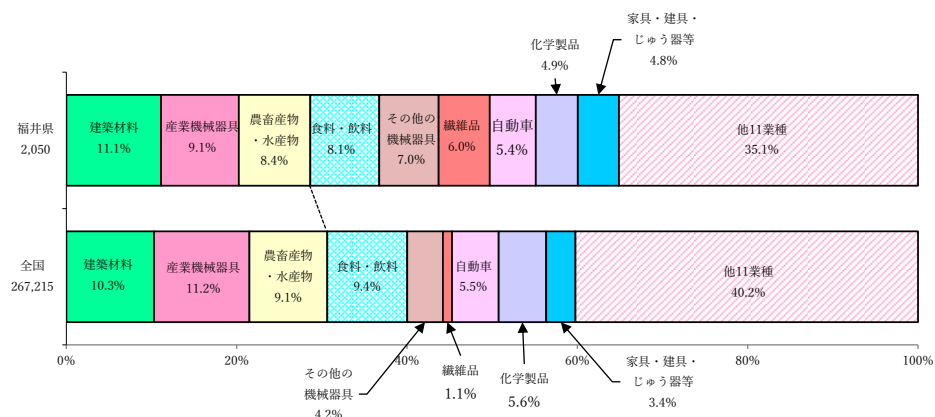 家具・建具・
じゅう器等
4.8%
化学製品
4.9%
福井県
2,050
建築材料
11.1%
産業機械器具
9.1%
農畜産物
・水産物
8.4%
食料・飲料
8.1%
その他の
機械器具
7.0%
繊維品
6.0%
自動車
5.4%
他11業種
35.1%
全国
267,215
建築材料
10.3%
産業機械器具
11.2%
農畜産物
・水産物
9.1%
食料・飲料
9.4%
自動車
5.5%
他11業種
40.2%
0%
20%
40%
60%
80%
100%
その他の
機械器具
4.2%
繊維品
1.1%
化学製品
5.6%
家具・建具・
じゅう器等
3.4%